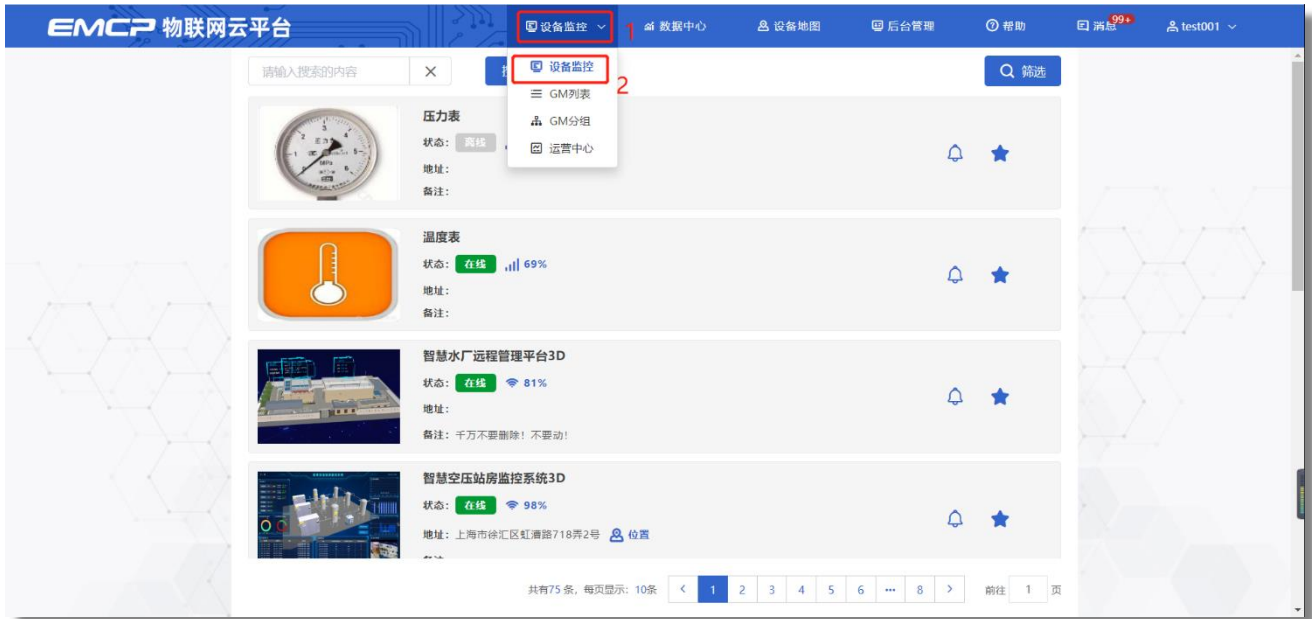 EMCP 物联网云平台
设备监控
1
数据中心
设备地图
后台管理
帮助
消息
99+
test001
请输入搜索的内容
设备监控
2
筛选
GM列表
GM分组
运营中心
压力表
状态: 离线
地址:
备注:
温度表
状态: 在线 69%
地址:
备注:
智慧水厂远程管理平台3D
状态: 在线 81%
地址:
备注: 千万不要删除! 不要动!
智慧空压站房监控系统3D
状态: 在线 98%
地址: 上海市徐汇区虹漕路718弄2号 位置
共有75 条, 每页显示: 10条 < 1 2 3 4 5 6 ··· 8 > 前往 1 页